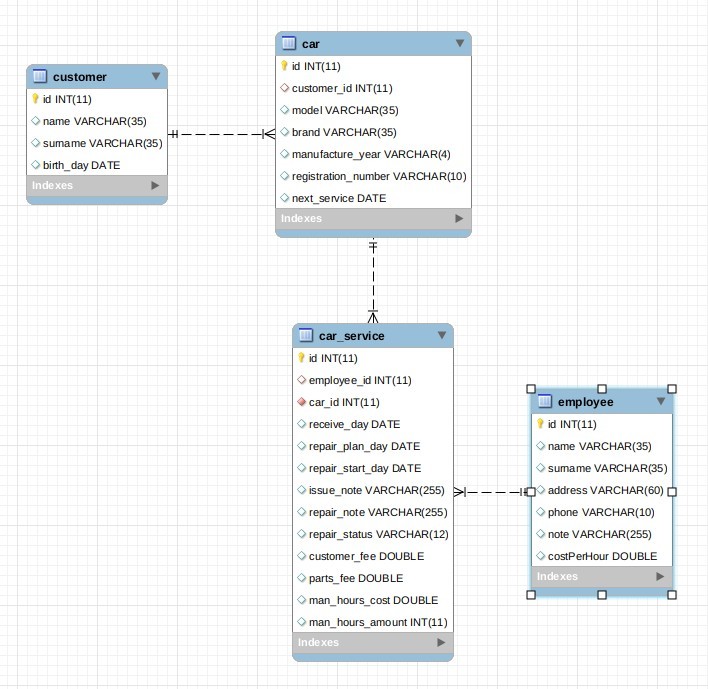 customer
id INT(11)
name VARCHAR(35)
surname VARCHAR(35)
birth_day DATE
Indexes
car
id INT(11)
customer_id INT(11)
model VARCHAR(35)
brand VARCHAR(35)
manufacture_year VARCHAR(4)
registration_number VARCHAR(10)
next_service DATE
Indexes
car_service
id INT(11)
employee_id INT(11)
car_id INT(11)
receive_day DATE
repair_plan_day DATE
repair_start_day DATE
issue_note VARCHAR(255)
repair_note VARCHAR(255)
repair_status VARCHAR(12)
customer_fee DOUBLE
parts_fee DOUBLE
man_hours_cost DOUBLE
man_hours_amount INT(11)
Indexes
employee
id INT(11)
name VARCHAR(35)
surname VARCHAR(35)
address VARCHAR(60)
phone VARCHAR(10)
note VARCHAR(255)
costPerHour DOUBLE
Indexes